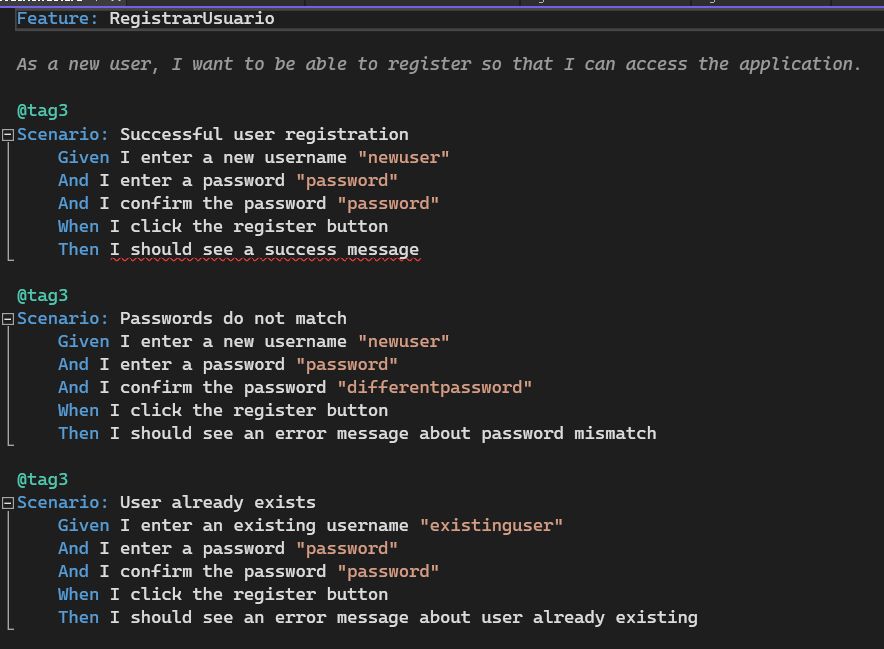 Feature: RegistrarUsuario
As a new user, I want to be able to register so that I can access the application.
@tag3
Scenario: Successful user registration
Given I enter a new username "newuser"
And I enter a password "password"
And I confirm the password "password"
When I click the register button
Then I should see a success message
@tag3
Scenario: Passwords do not match
Given I enter a new username "newuser"
And I enter a password "password"
And I confirm the password "differentpassword"
When I click the register button
Then I should see an error message about password mismatch
@tag3
Scenario: User already exists
Given I enter an existing username "existinguser"
And I enter a password "password"
And I confirm the password "password"
When I click the register button
Then I should see an error message about user already existing